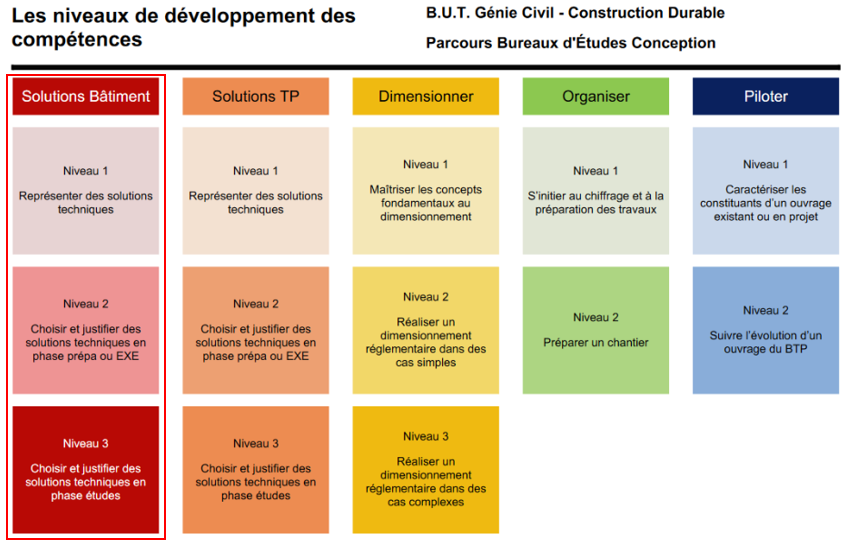 Les niveaux de développement des
compétences
B.U.T. Génie Civil - Construction Durable
Parcours Bureaux d'Études Conception
Solutions Bâtiment
Solutions TP
Dimensionner
Organiser
Piloter
Niveau 1
Représenter des solutions
techniques
Niveau 1
Représenter des solutions
techniques
Niveau 1
Maîtriser les concepts
fondamentaux au
dimensionnement
Niveau 1
S'initier au chiffrage et à la
préparation des travaux
Niveau 1
Caractériser les
constituants d'un ouvrage
existant ou en projet
Niveau 2
Choisir et justifier des
solutions techniques en
phase prépa ou EXE
Niveau 2
Choisir et justifier des
solutions techniques en
phase prépa ou EXE
Niveau 2
Réaliser un
dimensionnement
réglementaire dans des
cas simples
Niveau 2
Préparer un chantier
Niveau 2
Suivre l'évolution d'un
ouvrage du BTP
Niveau 3
Choisir et justifier des
solutions techniques en
phase études
Niveau 3
Choisir et justifier des
solutions techniques en
phase études
Niveau 3
Réaliser un
dimensionnement
réglementaire dans des
cas complexes